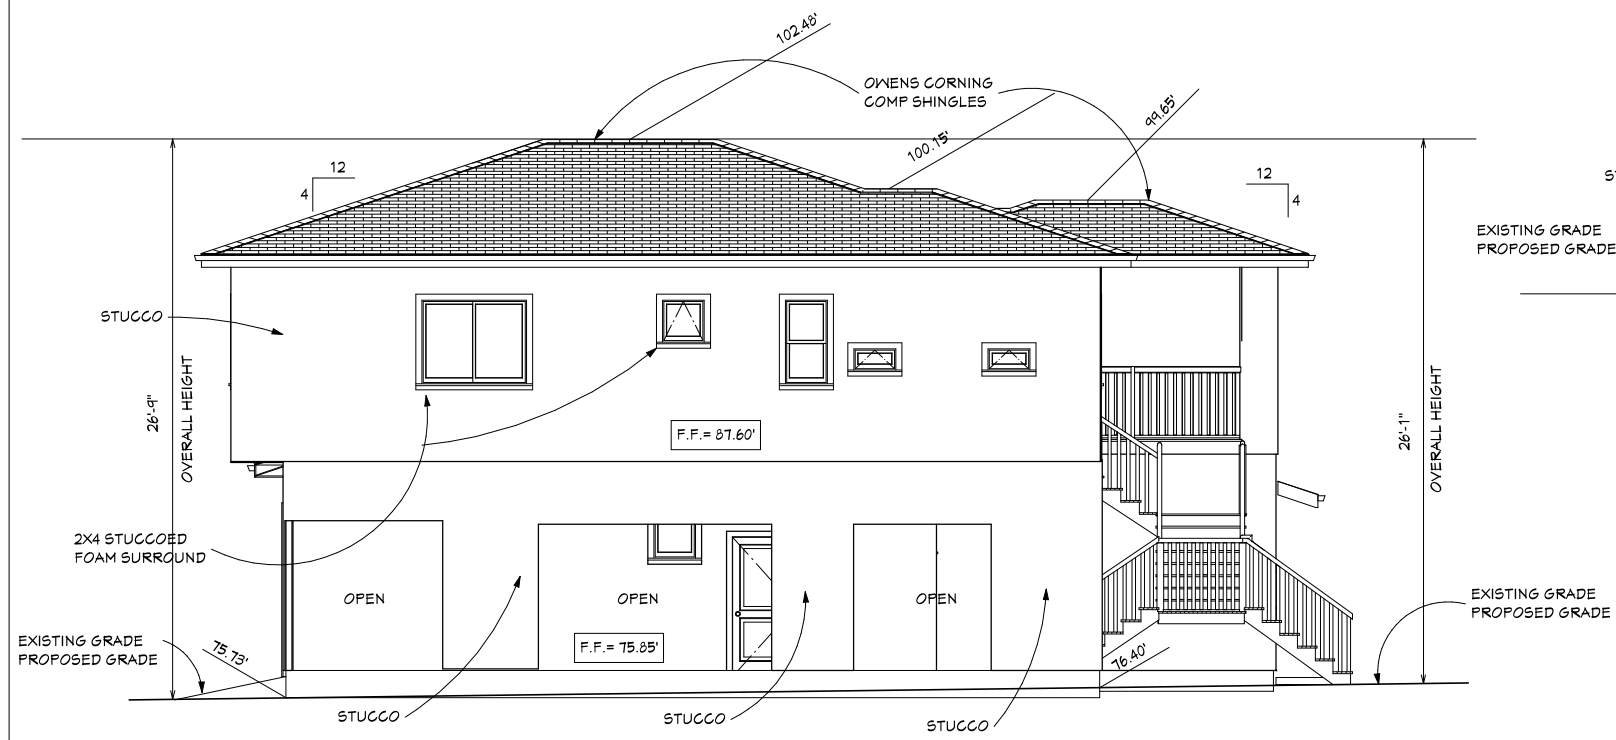 102.48'
OWENS CORNING
COMP SHINGLES
99.65'
100.15'
12
4
12
4
EXISTING GRADE
PROPOSED GRADE
STUCCO
26'-9"
OVERALL HEIGHT
26'-1"
OVERALL HEIGHT
F.F.= 87.60'
2X4 STUCCOED
FOAM SURROUND
OPEN
OPEN
OPEN
EXISTING GRADE
PROPOSED GRADE
EXISTING GRADE
PROPOSED GRADE
75.73'
F.F.= 75.85'
76.40'
STUCCO
STUCCO
STUCCO